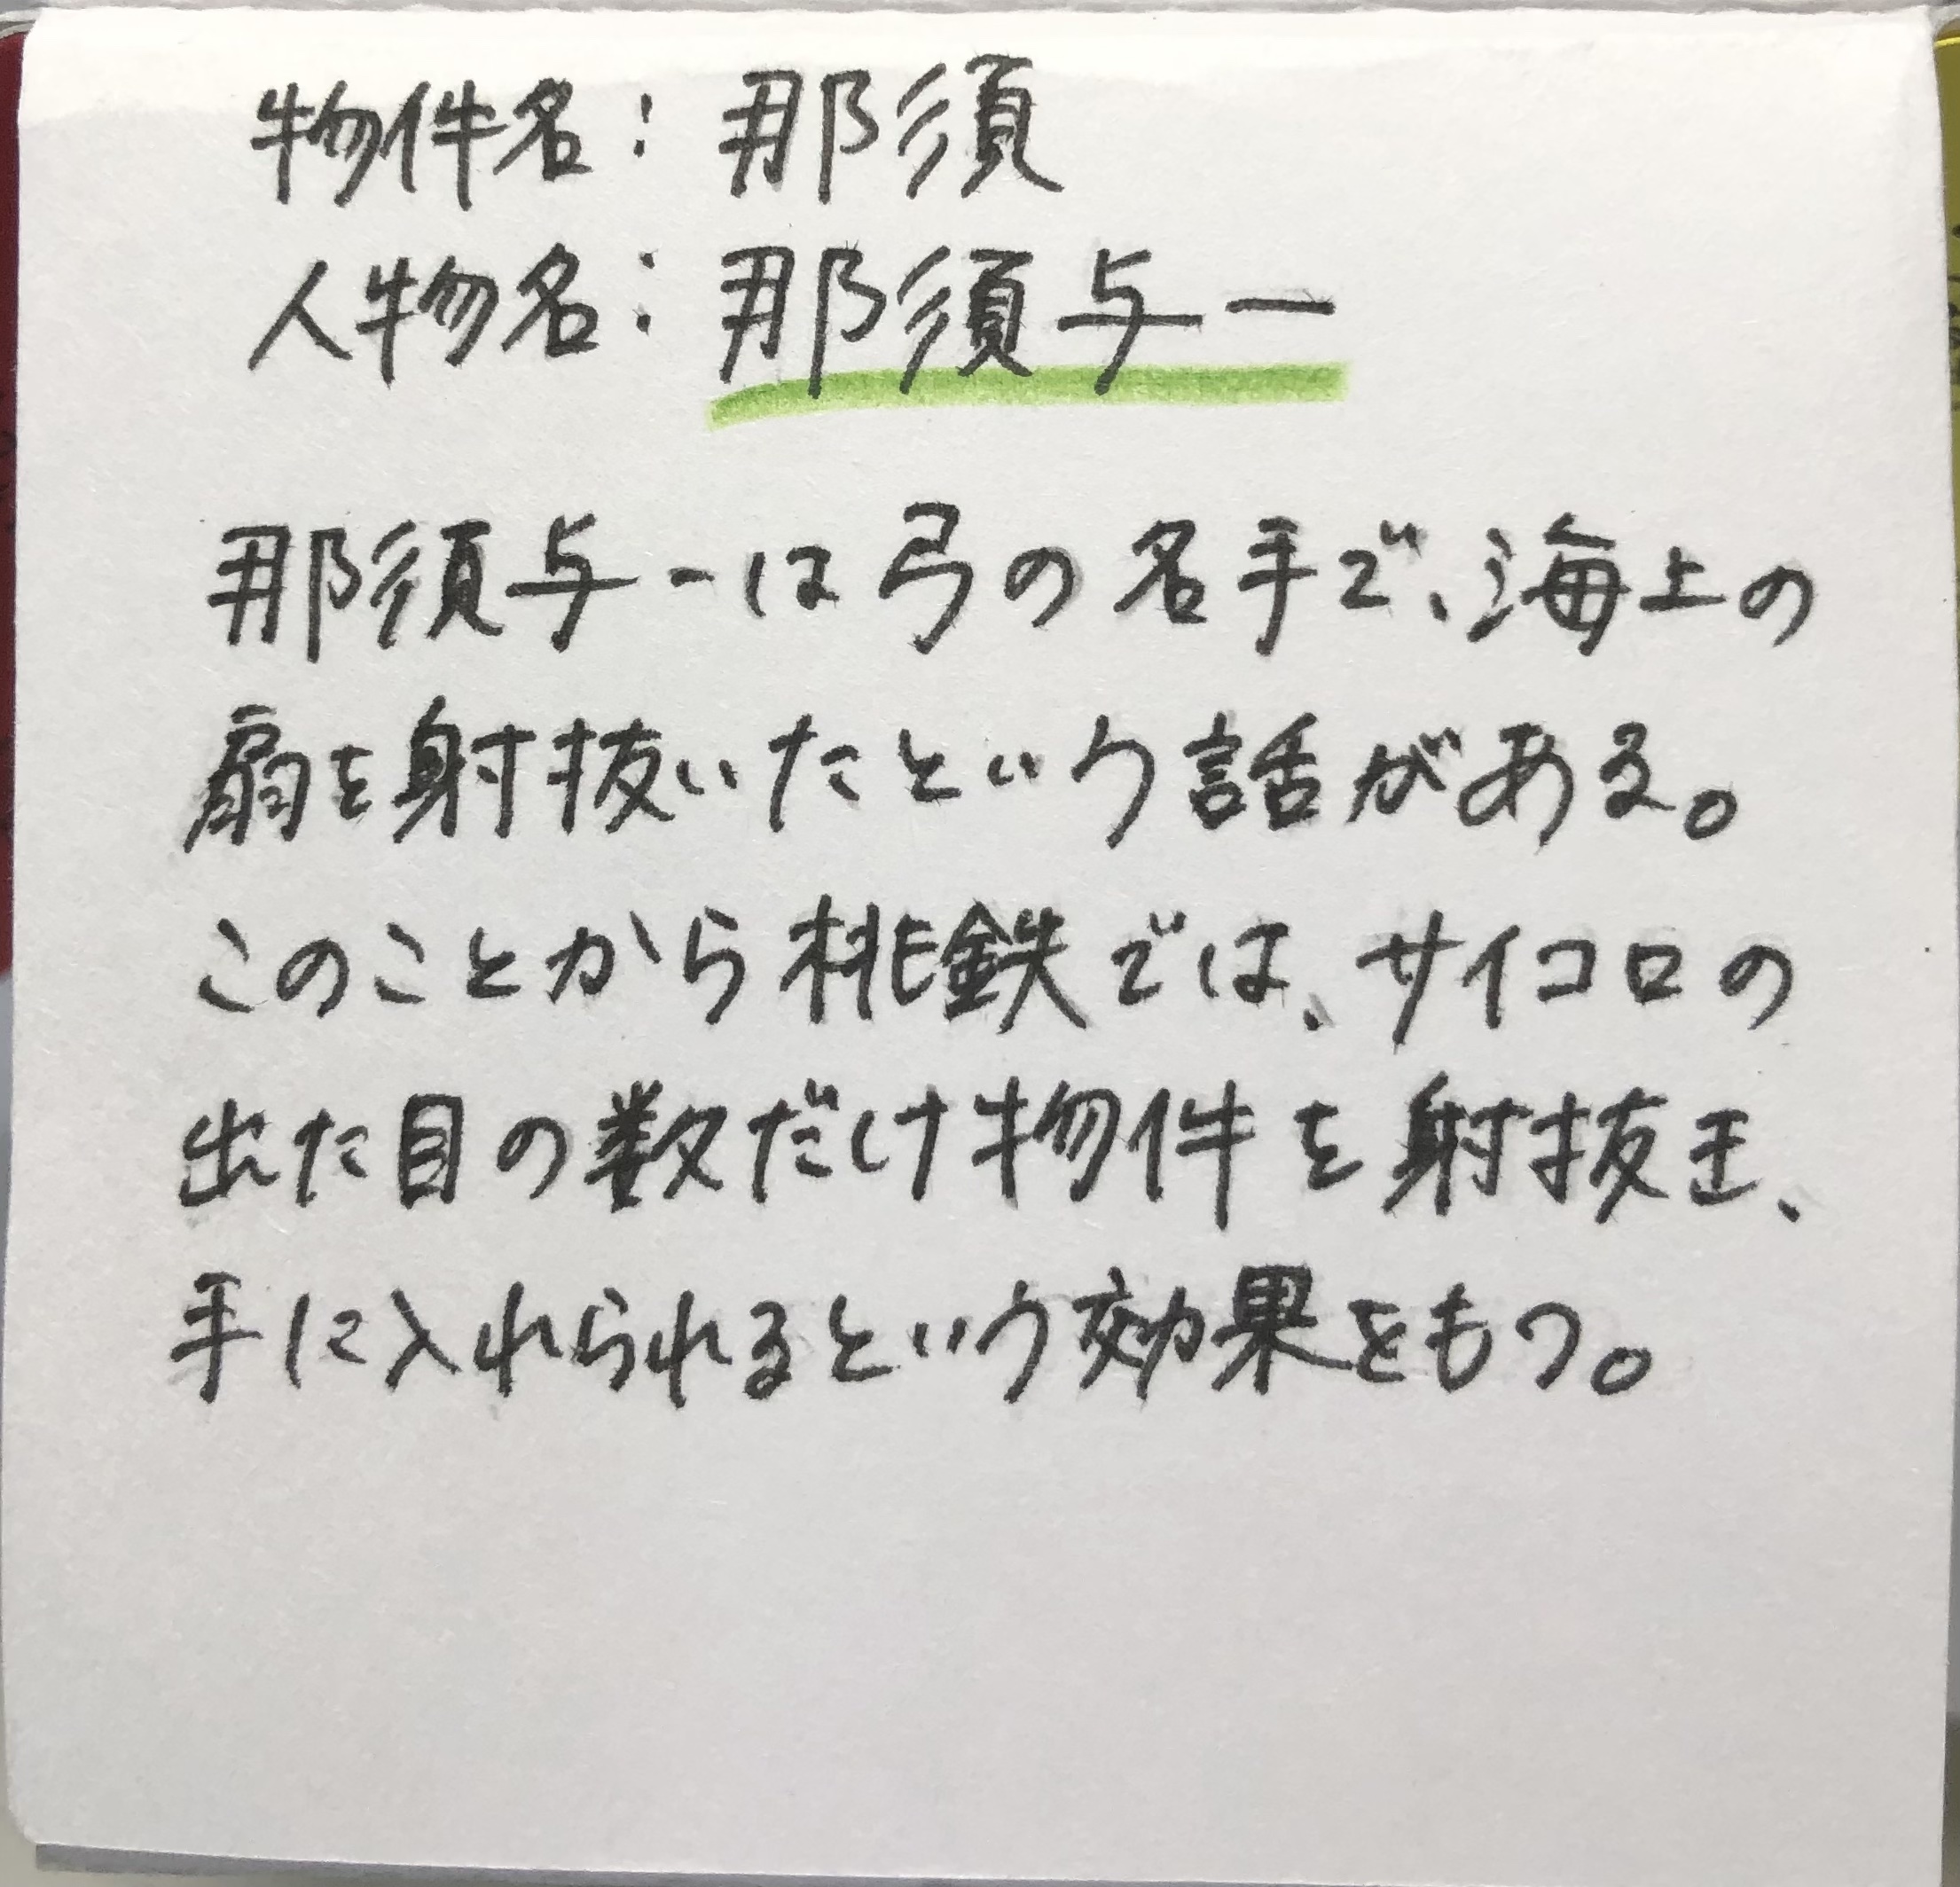 物件名：那須
人物名：那須与一
那須与一は弓の名手で、海上の
扇を射抜いたという話がある。
このことから桃鉄では、サイコロの
出た目の数だけ物件を射抜き、
手に入れられるという効果をもつ。